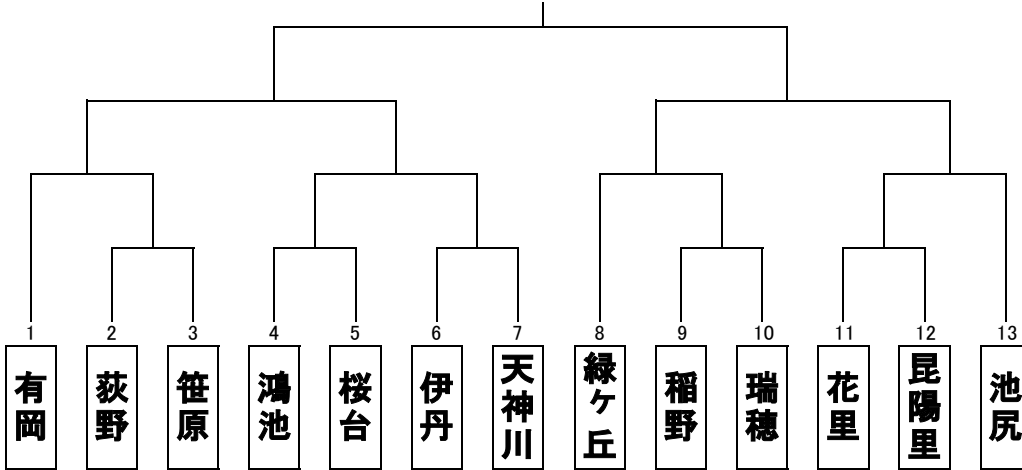 1 2 3 4 5 6 7 8 9 10 11 12 13
有岡
荻野
笹原
鴻池
桜台
伊丹
天神川
緑ヶ丘
稲野
瑞穂
花里
昆陽里
池尻